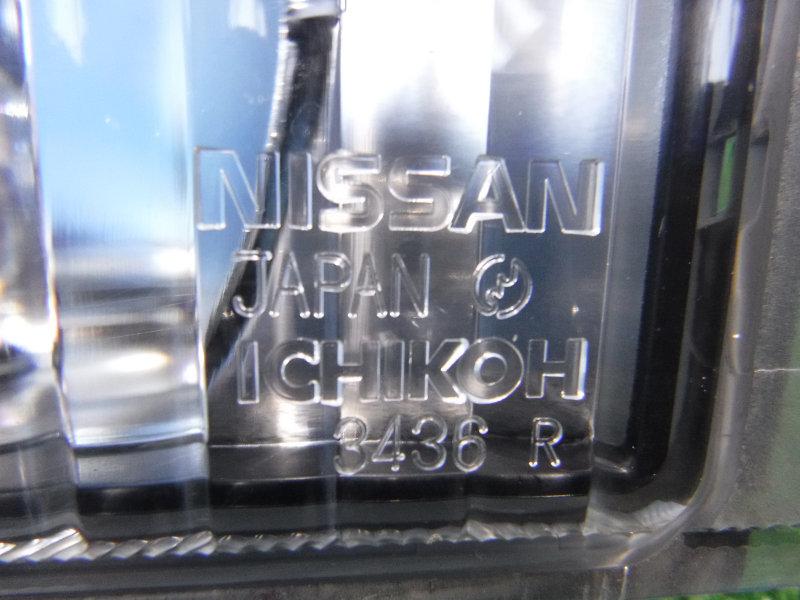 NISSAN
JAPAN
ICHIKOH
3436 R